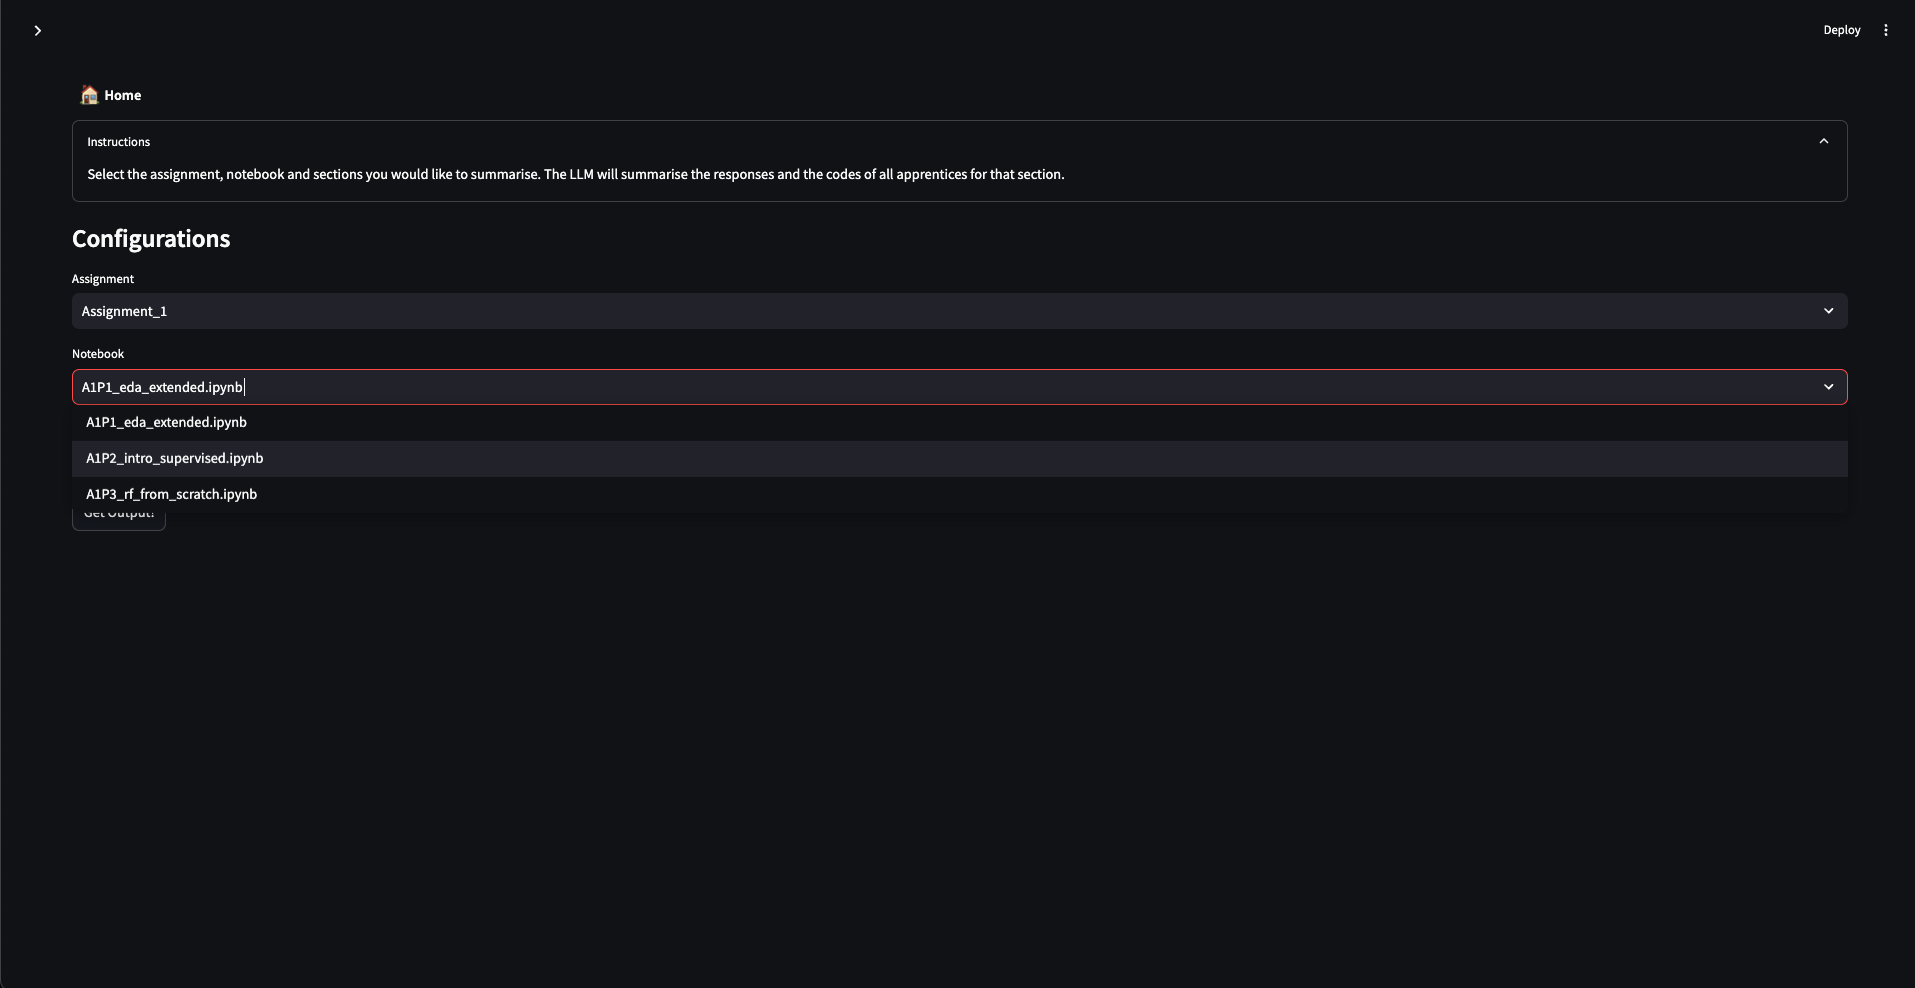 Deploy
Home
Instructions
Select the assignment, notebook and sections you would like to summarise. The LLM will summarise the responses and the codes of all apprentices for that section.
Configurations
Assignment
Assignment_1
Notebook
A1P1_eda_extended.ipynb
A1P1_eda_extended.ipynb
A1P2_intro_supervised.ipynb
A1P3_rf_from_scratch.ipynb
Get Output!